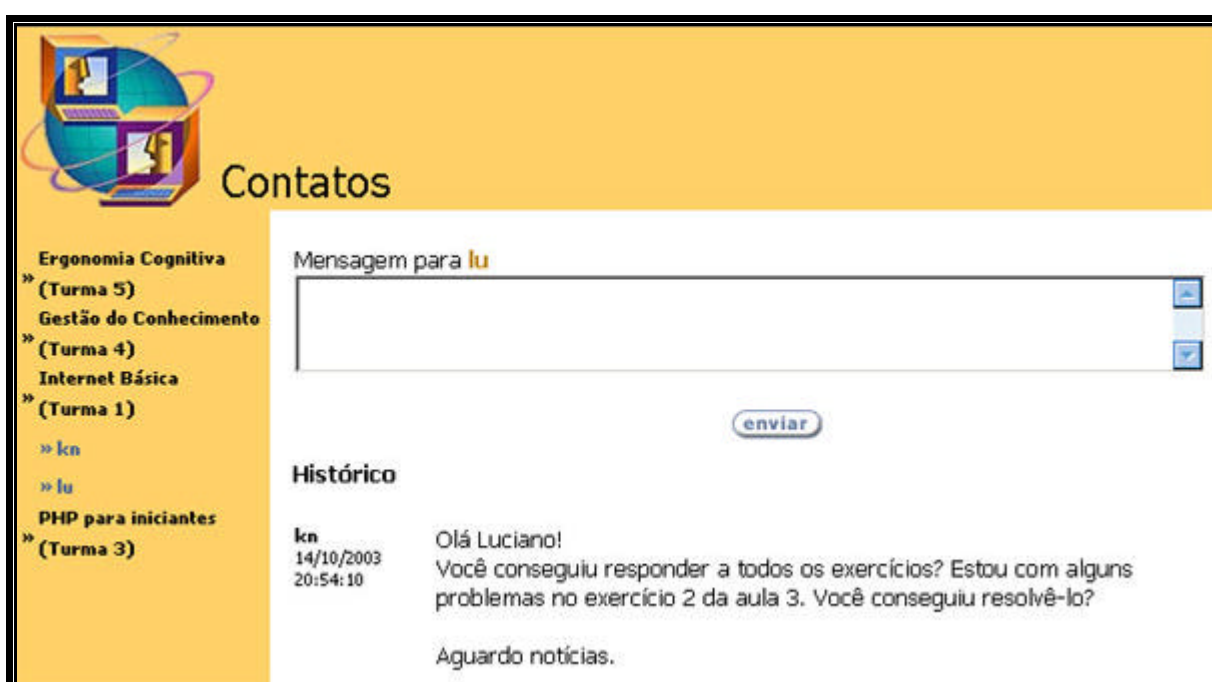 Contatos
Ergonomia Cognitiva
» (Turma 5)
Gestão do Conhecimento
» (Turma 4)
Internet Básica
» (Turma 1)
» kn
» lu
PHP para iniciantes
» (Turma 3)
Mensagem para lu
enviar
Histórico
kn
14/10/2003
20:54:10
Olá Luciano!
Você conseguiu responder a todos os exercícios? Estou com alguns
problemas no exercício 2 da aula 3. Você conseguiu resolvê-lo?
Aguardo notícias.